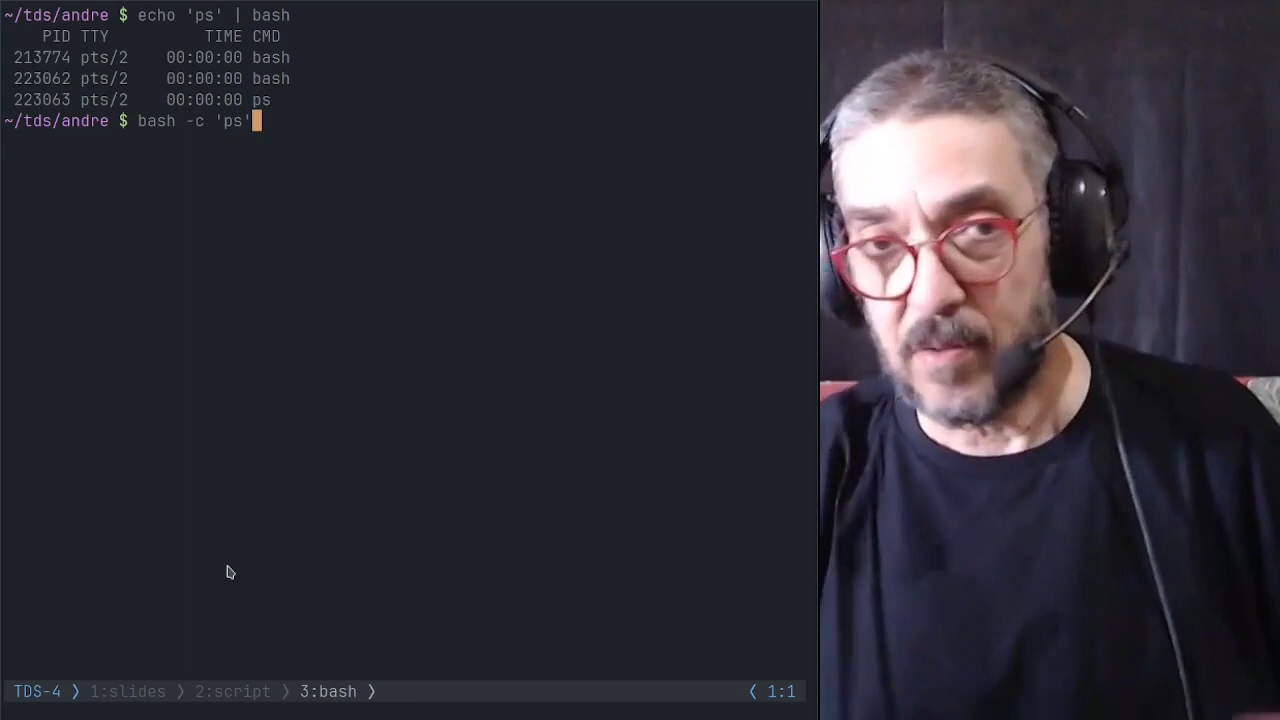 ~/tds/andre $ echo 'ps' | bash
    PID TTY          TIME CMD
 213774 pts/2    00:00:00 bash
 223062 pts/2    00:00:00 bash
 223063 pts/2    00:00:00 ps
~/tds/andre $ bash -c 'ps'
TDS-4 ❭ 1:slides ❭ 2:script ❭ 3:bash ❭ ❬ 1:1